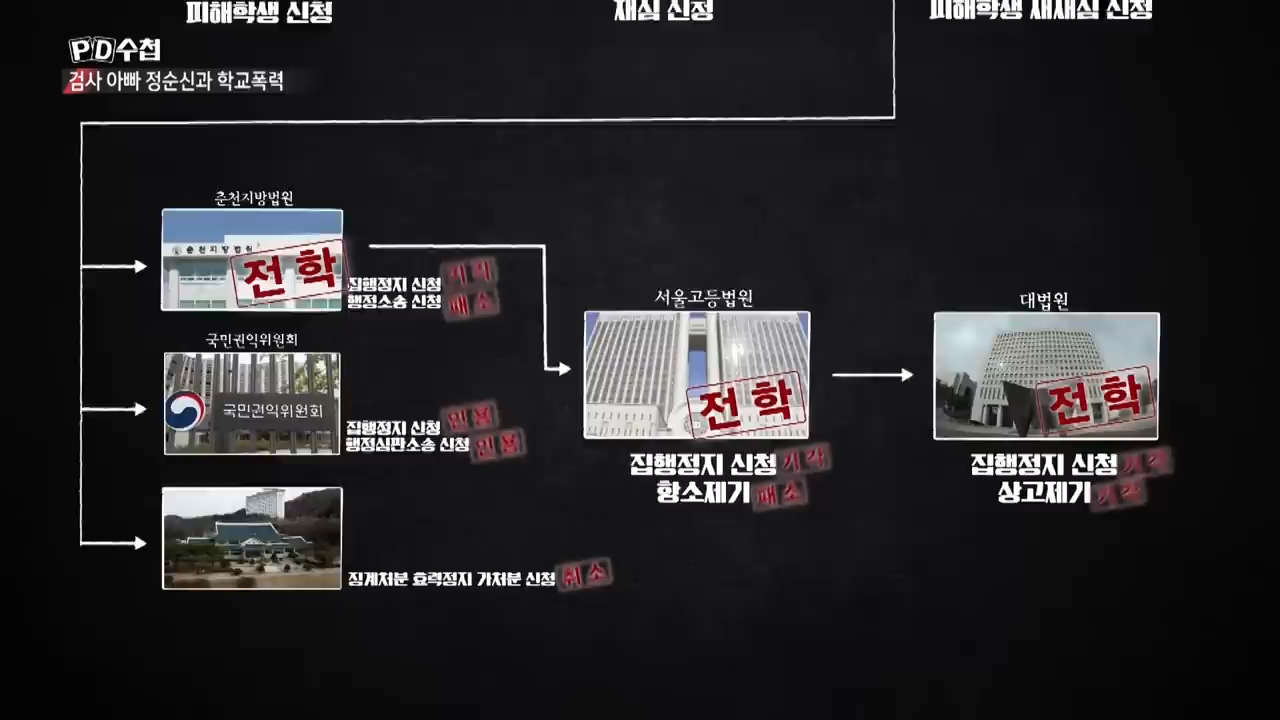 피해학생 신청
재심 신청
피해학생 재재심 신청
PD수첩
검사 아빠 정순신과 학교폭력
춘천지방법원
춘천지방법원
전학
집행정지 신청 기각
행정소송 신청 패소
국민권익위원회
국민권익위원회
집행정지 신청 인용
행정심판소송 신청 인용
징계처분 효력정지 가처분 신청 취소
서울고등법원
전학
집행정지 신청 기각
항소제기 패소
대법원
전학
집행정지 신청 기각
상고제기 기각